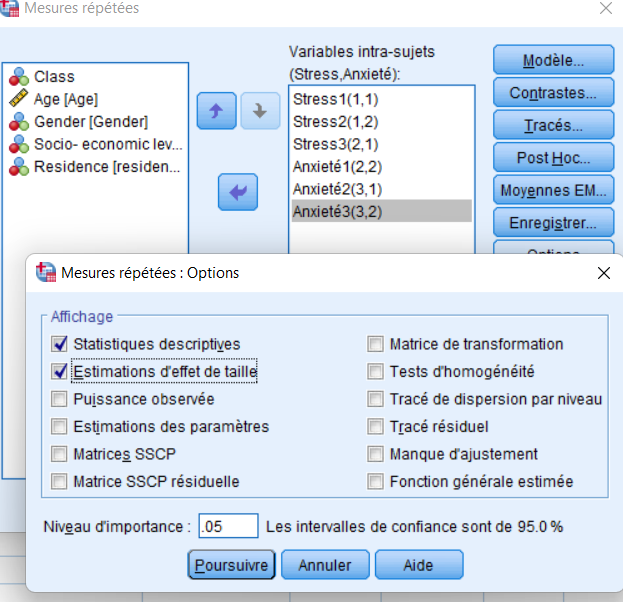 Mesures répétées
Variables intra-sujets
(Stress,Anxieté):
Class
Age [Age]
Gender [Gender]
Socio- economic lev...
Residence [residen...
Stress1(1,1)
Stress2(1,2)
Stress3(2,1)
Anxiété1(2,2)
Anxiété2(3,1)
Anxiété3(3,2)
Modèle...
Contrastes...
Tracés...
Post Hoc...
Moyennes EM...
Enregistrer...
Options
Mesures répétées : Options
Affichage
Statistiques descriptives
Estimations d'effet de taille
Puissance observée
Estimations des paramètres
Matrices SSCP
Matrice SSCP résiduelle
Matrice de transformation
Tests d'homogénéité
Tracé de dispersion par niveau
Tracé résiduel
Manque d'ajustement
Fonction générale estimée
Niveau d'importance : .05 Les intervalles de confiance sont de 95.0 %
Poursuivre Annuler Aide